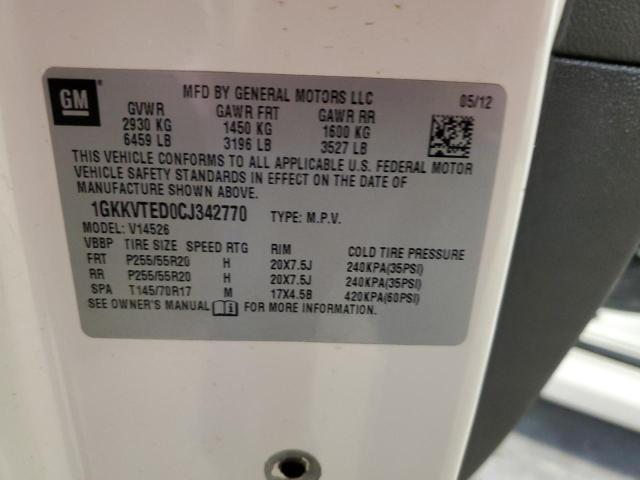 GM
MFD BY GENERAL MOTORS LLC 05/12
GVWR GAWR FRT GAWR RR
2930 KG 1450 KG 1600 KG
6459 LB 3196 LB 3527 LB
THIS VEHICLE CONFORMS TO ALL APPLICABLE U.S. FEDERAL MOTOR
VEHICLE SAFETY STANDARDS IN EFFECT ON THE DATE OF
MANUFACTURE SHOWN ABOVE.
1GKKVTED0CJ342770 TYPE: M.P.V.
MODEL: V14526
VBBP TIRE SIZE SPEED RTG RIM COLD TIRE PRESSURE
FRT P255/55R20 H 20X7.5J 240KPA(35PSI)
RR P255/55R20 H 20X7.5J 240KPA(35PSI)
SPA T145/70R17 M 17X4.5B 420KPA(60PSI)
SEE OWNER'S MANUAL FOR MORE INFORMATION.